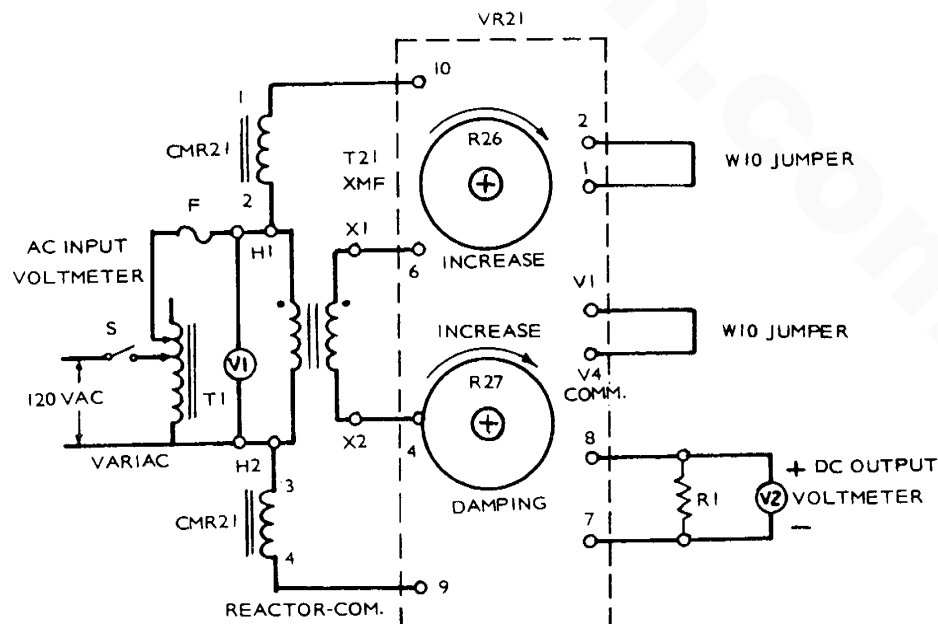 VR21
10
1
CMR21
2
T21
XMF
R26
2
1
W10 JUMPER
F
H1
X1
6
INCREASE
AC INPUT
VOLTMETER
S
V1
T1
120 VAC
VARIAC
H2
X2
4
INCREASE
R27
DAMPING
V1
V4
COMM.
W10 JUMPER
8
7
R1
V2
+ DC OUTPUT
VOLTMETER
−
3
CMR21
4
REACTOR-COM.
9
n.com